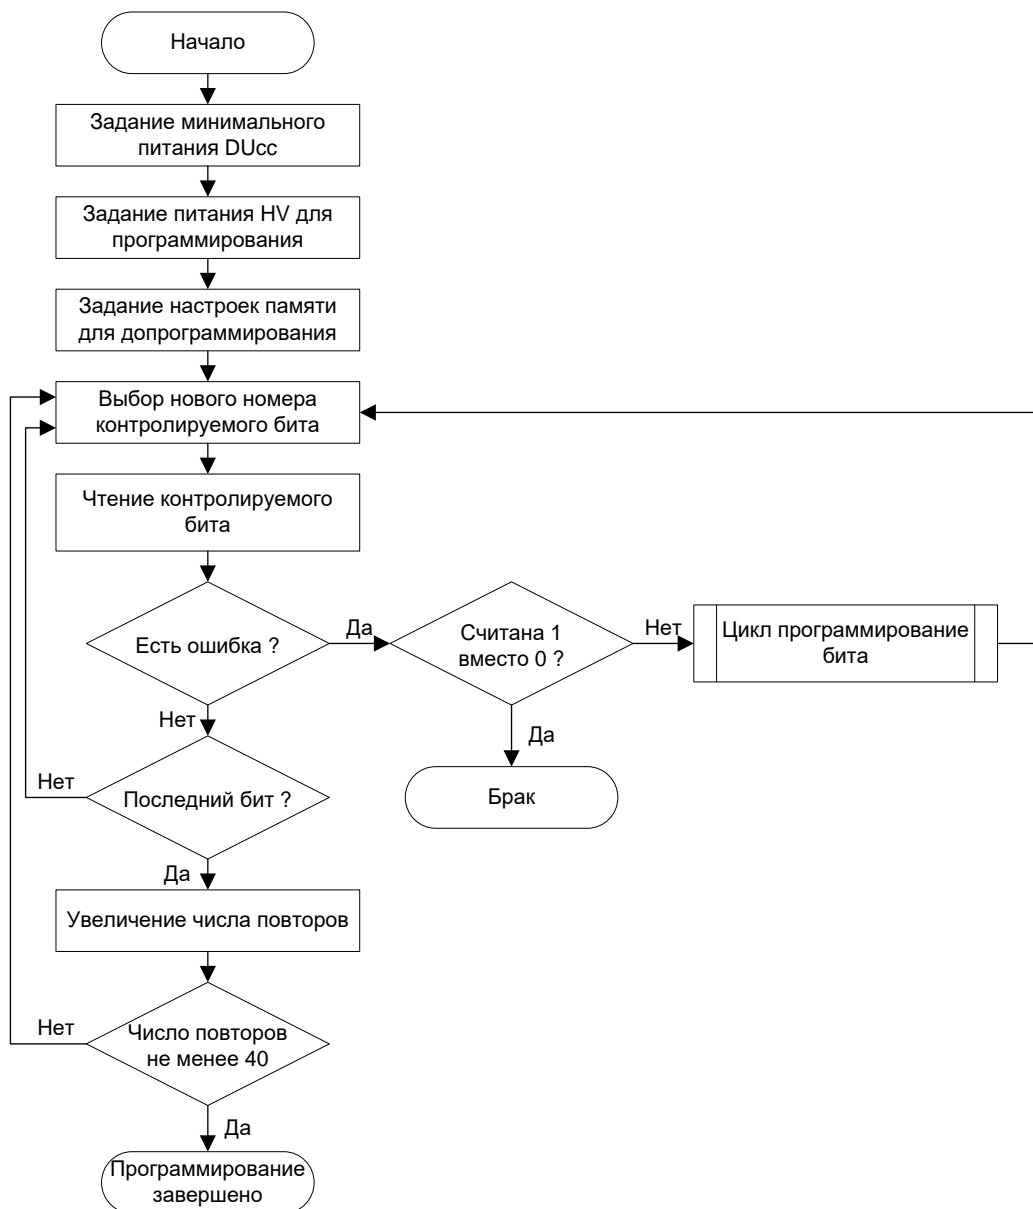 Начало
Задание минимального
питания DUcc
Задание питания HV для
программирования
Задание настроек памяти
для допрограммирования
Выбор нового номера
контролируемого бита
Чтение контролируемого
бита
Есть ошибка ?
Да
Считана 1
вместо 0 ?
Нет
Цикл программирование
бита
Нет
Да
Нет
Последний бит ?
Брак
Да
Увеличение числа повторов
Нет
Число повторов
не менее 40
Да
Программирование
завершено